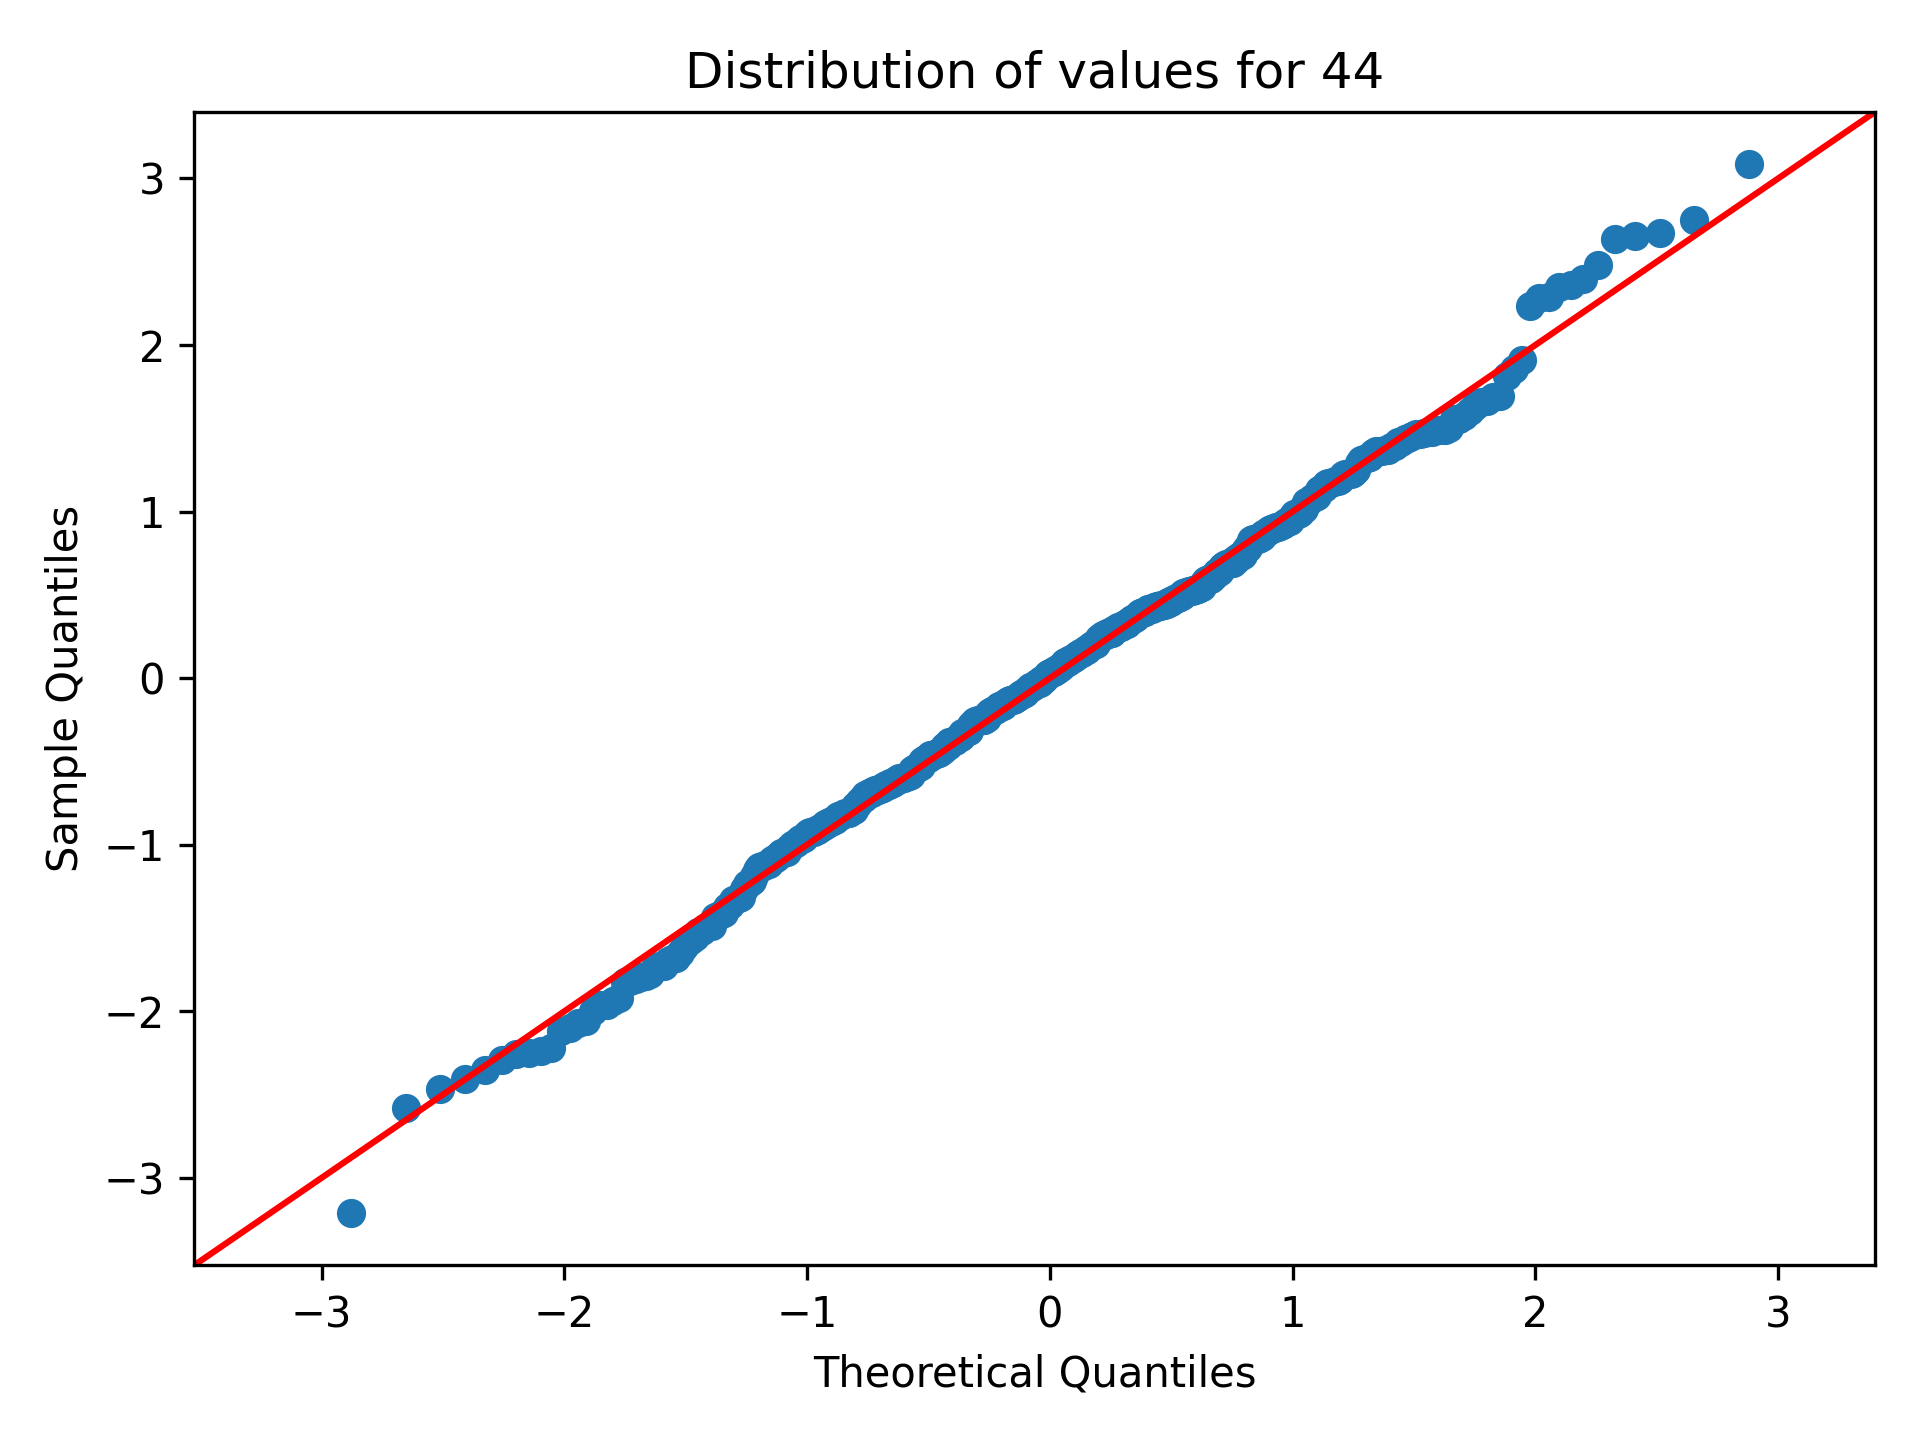 Distribution of values for 44
3
2
1
0
−1
−2
−3
Sample Quantiles
−3 −2 −1 0 1 2 3
Theoretical Quantiles